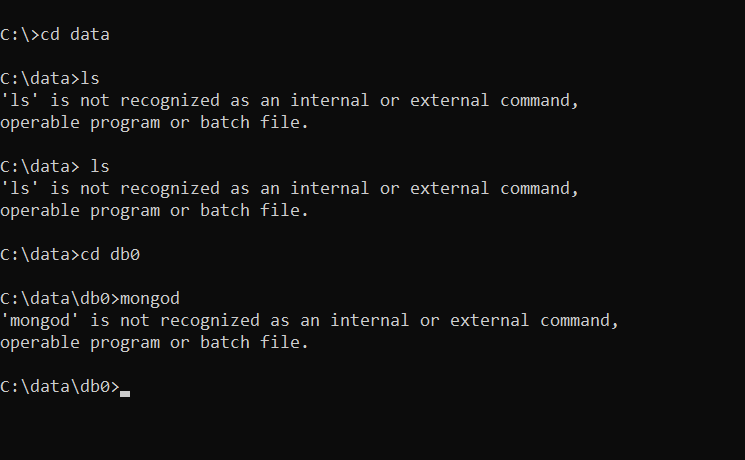 C:\>cd data
C:\data>ls
'ls' is not recognized as an internal or external command,
operable program or batch file.
C:\data> ls
'ls' is not recognized as an internal or external command,
operable program or batch file.
C:\data>cd db0
C:\data\db0>mongod
'mongod' is not recognized as an internal or external command,
operable program or batch file.
C:\data\db0>